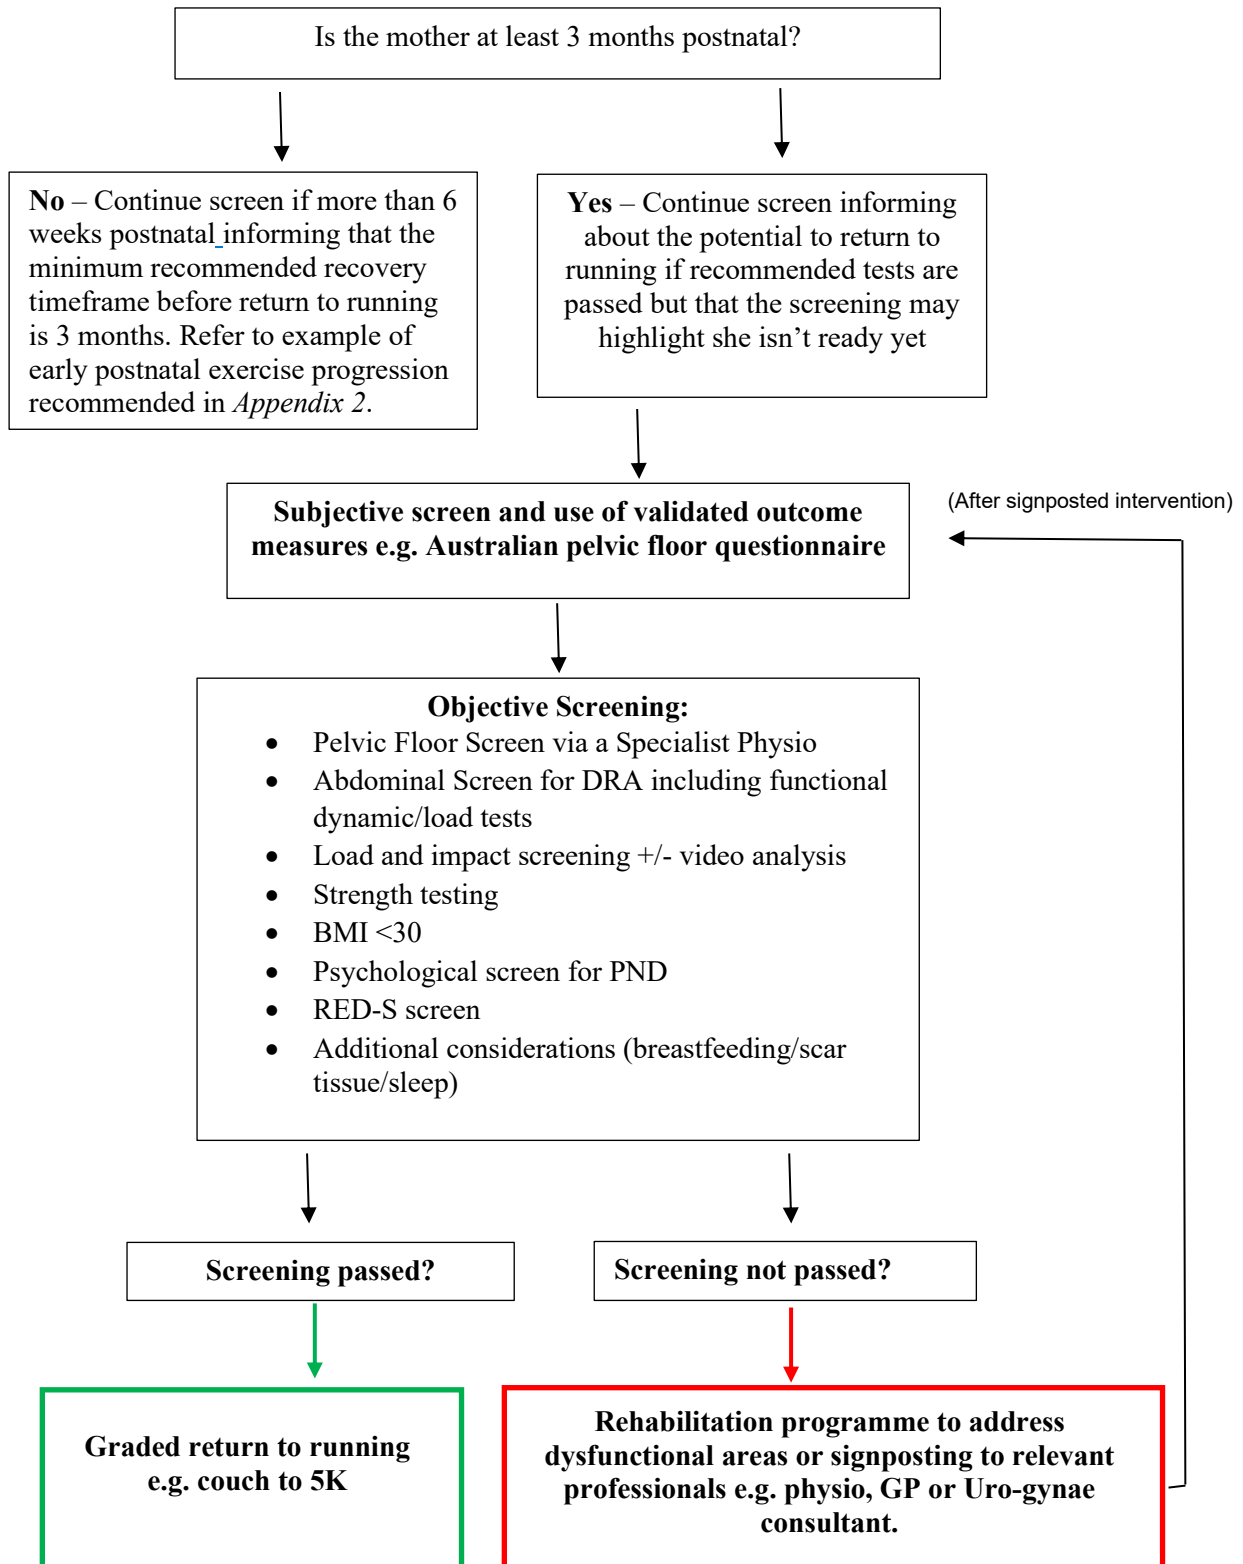 Is the mother at least 3 months postnatal?
No – Continue screen if more than 6
weeks postnatal informing that the
minimum recommended recovery
timeframe before return to running
is 3 months. Refer to example of
early postnatal exercise progression
recommended in Appendix 2.
Yes – Continue screen informing
about the potential to return to
running if recommended tests are
passed but that the screening may
highlight she isn’t ready yet
Subjective screen and use of validated outcome
measures e.g. Australian pelvic floor questionnaire
(After signposted intervention)
Objective Screening:
• Pelvic Floor Screen via a Specialist Physio
• Abdominal Screen for DRA including functional
dynamic/load tests
• Load and impact screening +/- video analysis
• Strength testing
• BMI <30
• Psychological screen for PND
• RED-S screen
• Additional considerations (breastfeeding/scar
tissue/sleep)
Screening passed?
Screening not passed?
Graded return to running
e.g. couch to 5K
Rehabilitation programme to address
dysfunctional areas or signposting to relevant
professionals e.g. physio, GP or Uro-gynae
consultant.